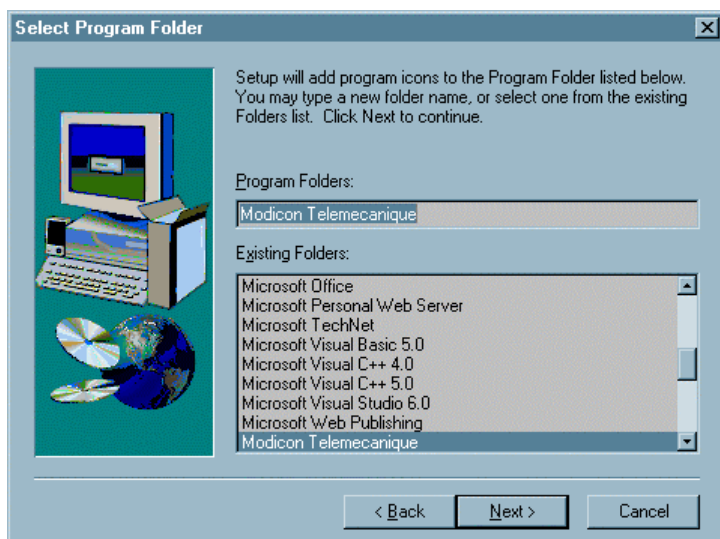 Select Program Folder
Setup will add program icons to the Program Folder listed below.
You may type a new folder name, or select one from the existing
Folders list. Click Next to continue.
Program Folders:
Modicon Telemecanique
Existing Folders:
Microsoft Office
Microsoft Personal Web Server
Microsoft TechNet
Microsoft Visual Basic 5.0
Microsoft Visual C++ 4.0
Microsoft Visual C++ 5.0
Microsoft Visual Studio 6.0
Microsoft Web Publishing
Modicon Telemecanique
< Back Next > Cancel